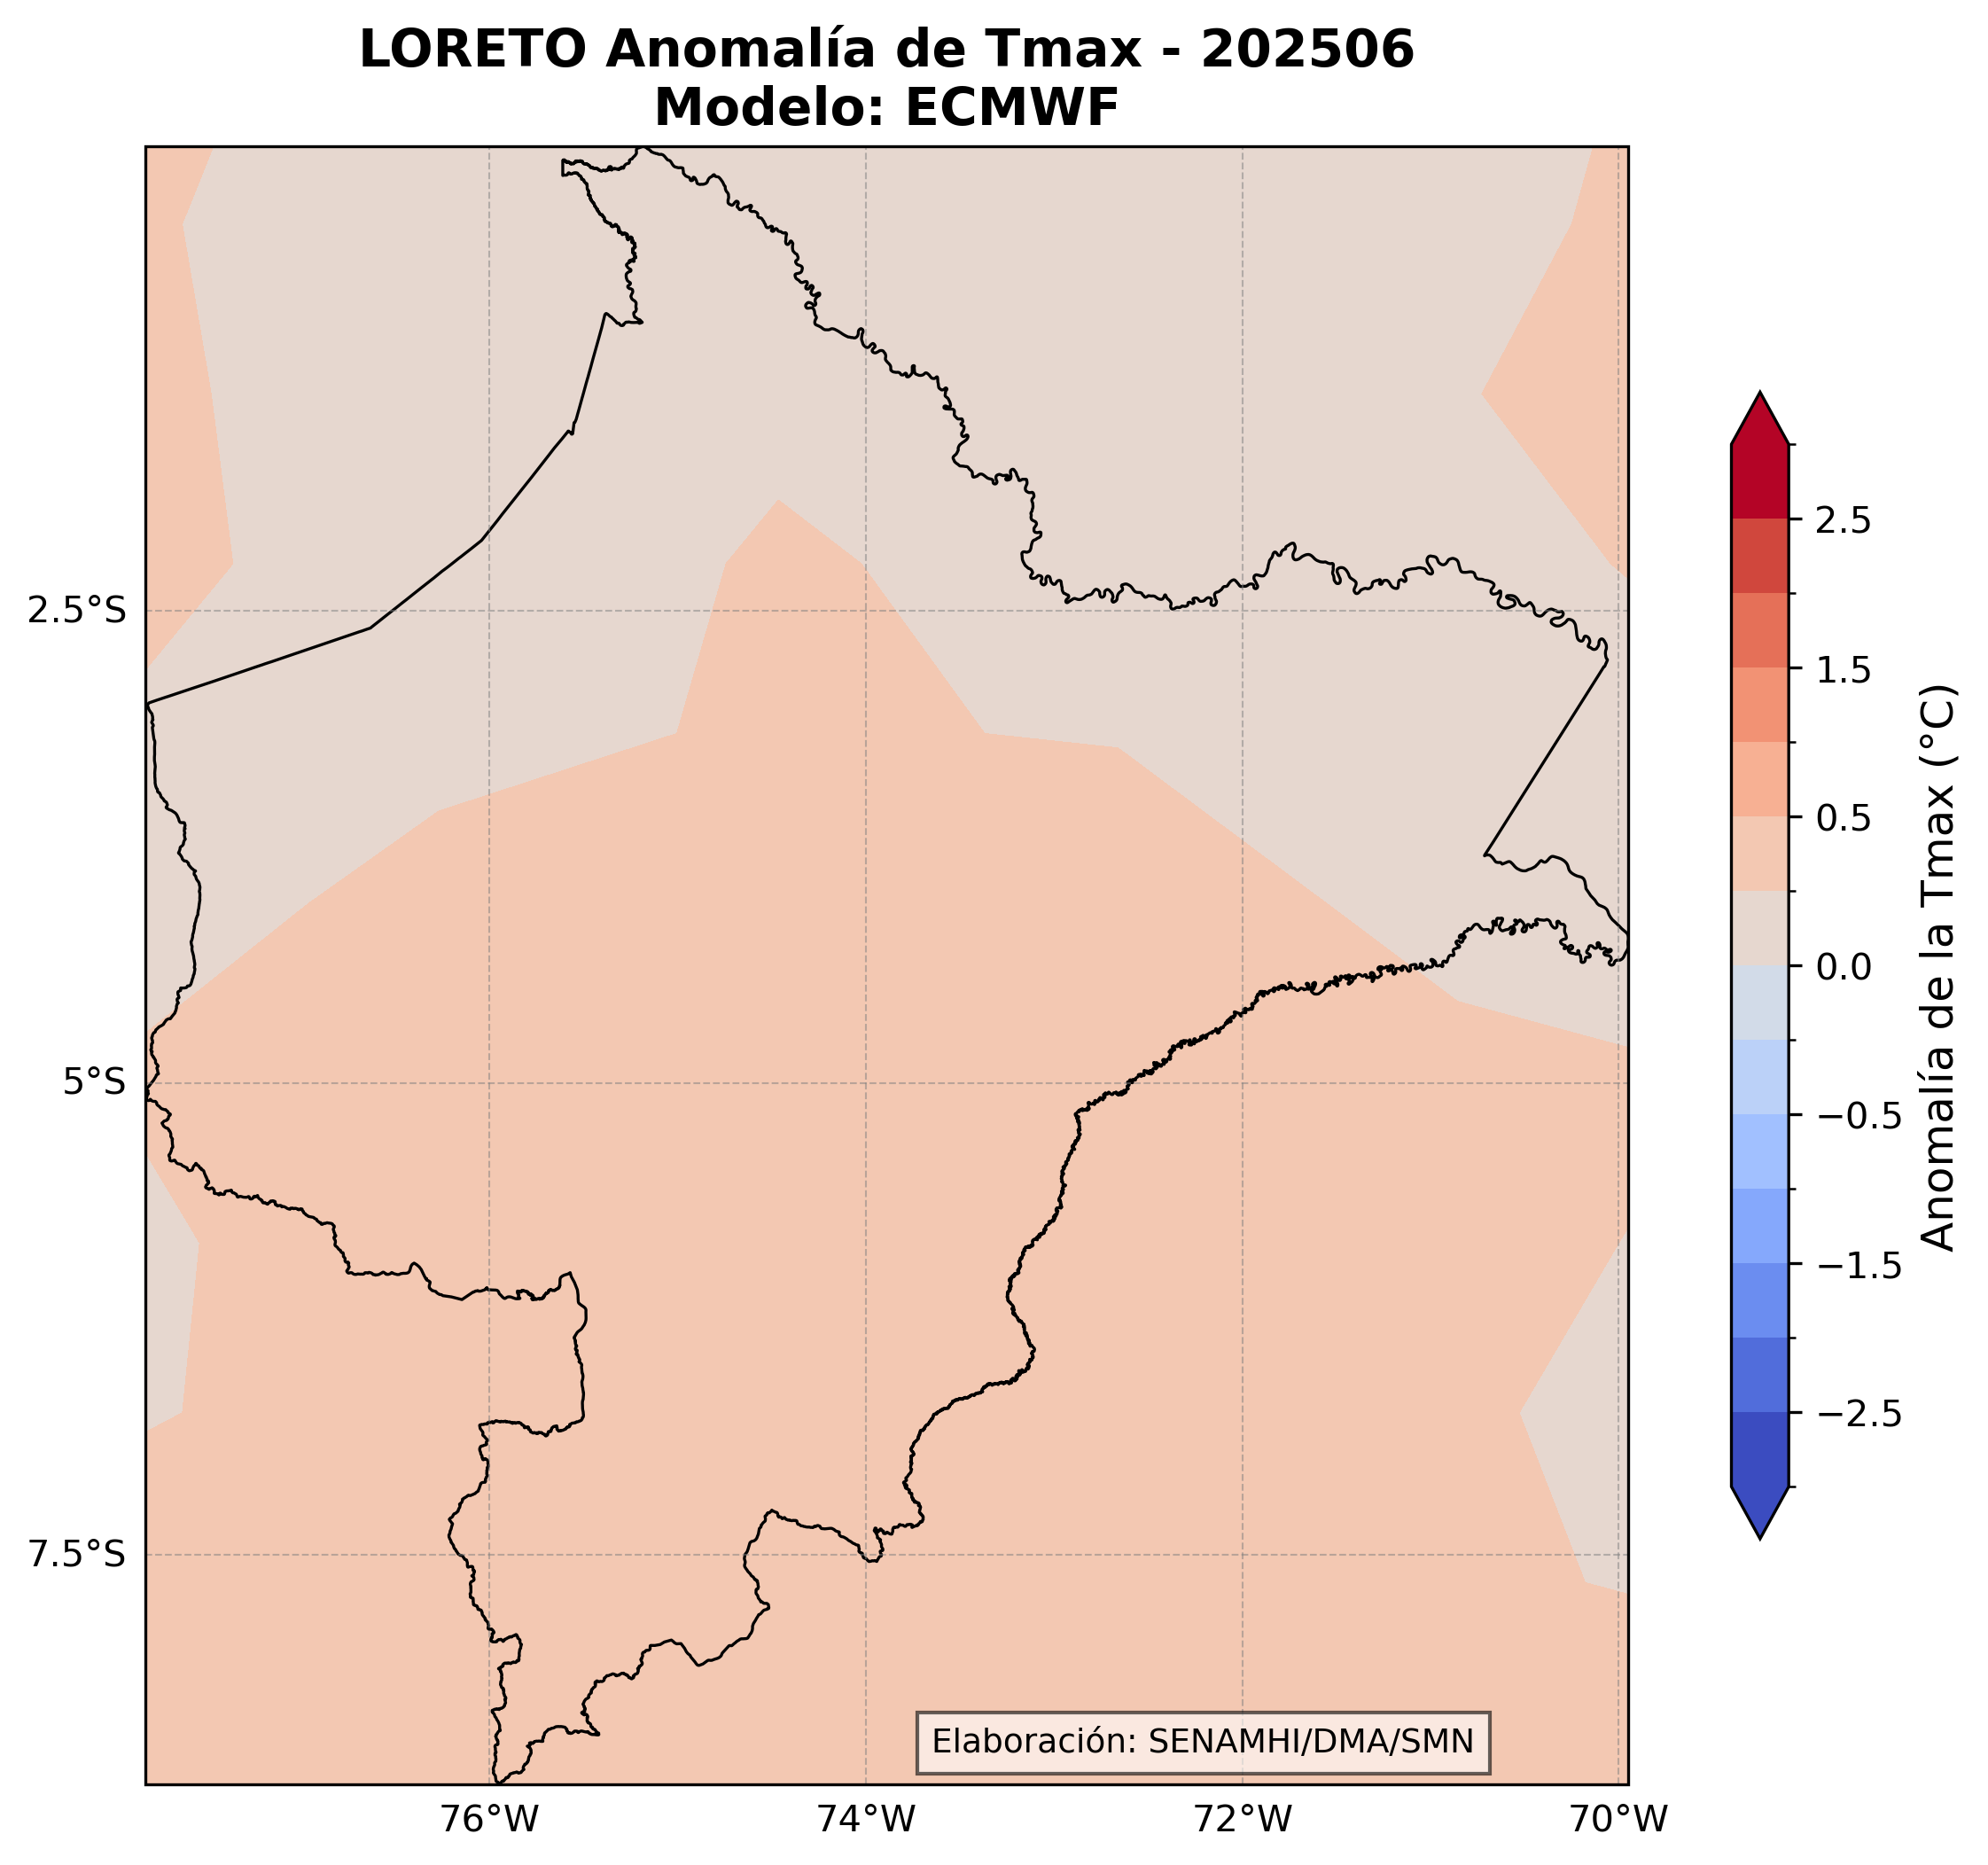 LORETO Anomalía de Tmax - 202506
Modelo: ECMWF
2.5°S
5°S
7.5°S
76°W
74°W
72°W
70°W
Elaboración: SENAMHI/DMA/SMN
2.5
1.5
0.5
0.0
−0.5
−1.5
−2.5
Anomalía de la Tmax (°C)